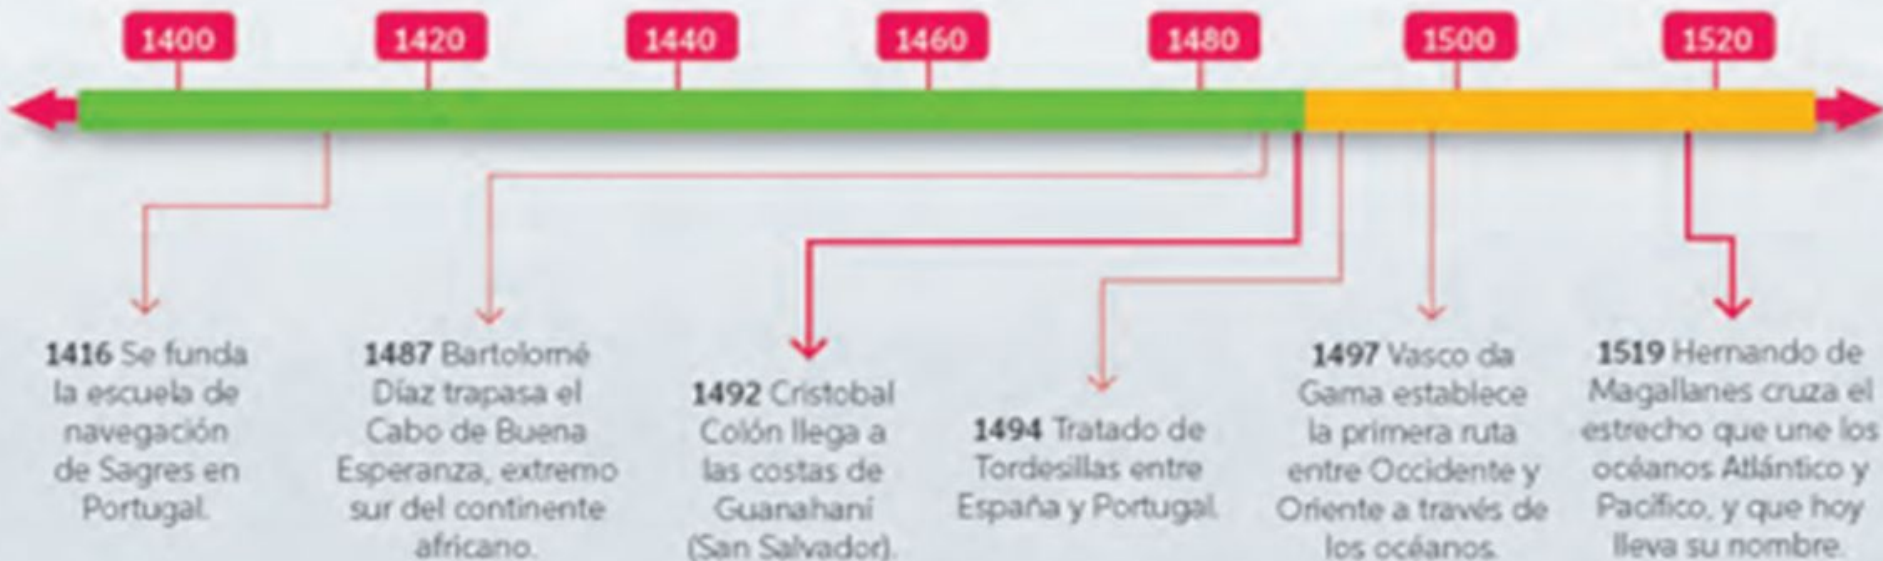 1400
1420
1440
1460
1480
1500
1520
1416 Se funda
la escuela de
navegación
de Sagres en
Portugal.
1487 Bartolomé
Díaz trapasa el
Cabo de Buena
Esperanza, extremo
sur del continente
africano.
1492 Cristobal
Colón llega a
las costas de
Guanahaní
(San Salvador).
1494 Tratado de
Tordesillas entre
España y Portugal.
1497 Vasco da
Gama establece
la primera ruta
entre Occidente y
Oriente a través de
los océanos.
1519 Hernando de
Magallanes cruza el
estrecho que une los
océanos Atlántico y
Pacífico, y que hoy
lleva su nombre.